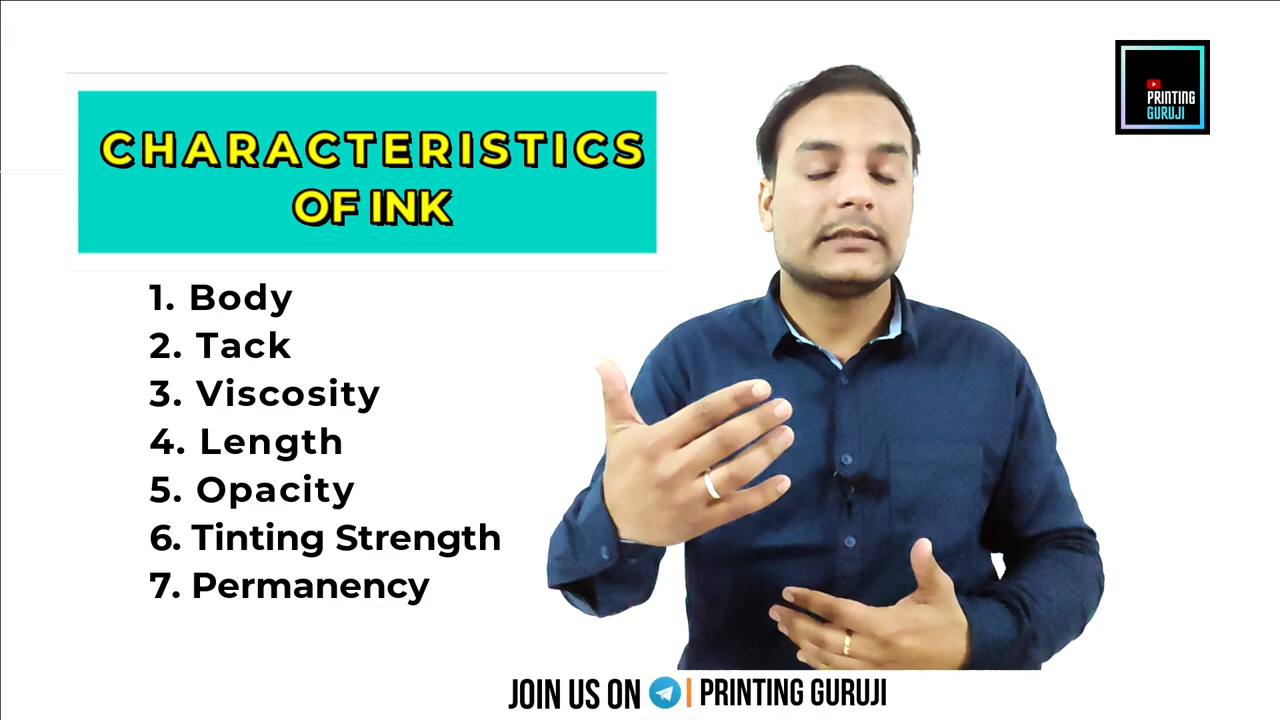 CHARACTERISTICS
OF INK
1. Body
2. Tack
3. Viscosity
4. Length
5. Opacity
6. Tinting Strength
7. Permanency
PRINTING
GURUJI
JOIN US ON | PRINTING GURUJI